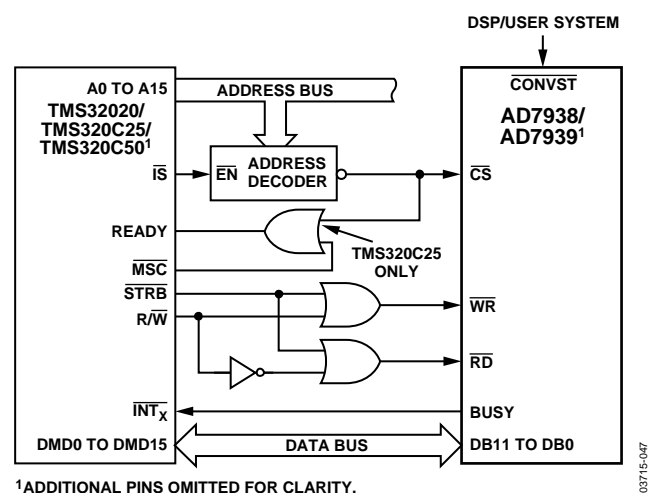 DSP/USER SYSTEM
A0 TO A15
ADDRESS BUS
CONVST
TMS32020/
TMS320C25/
TMS320C50¹
AD7938/
AD7939¹
IS
EN
ADDRESS
DECODER
CS
READY
TMS320C25
ONLY
MSC
STRB
R/W
WR
RD
INTX
BUSY
DMD0 TO DMD15
DATA BUS
DB11 TO DB0
¹ADDITIONAL PINS OMITTED FOR CLARITY.
03715-047